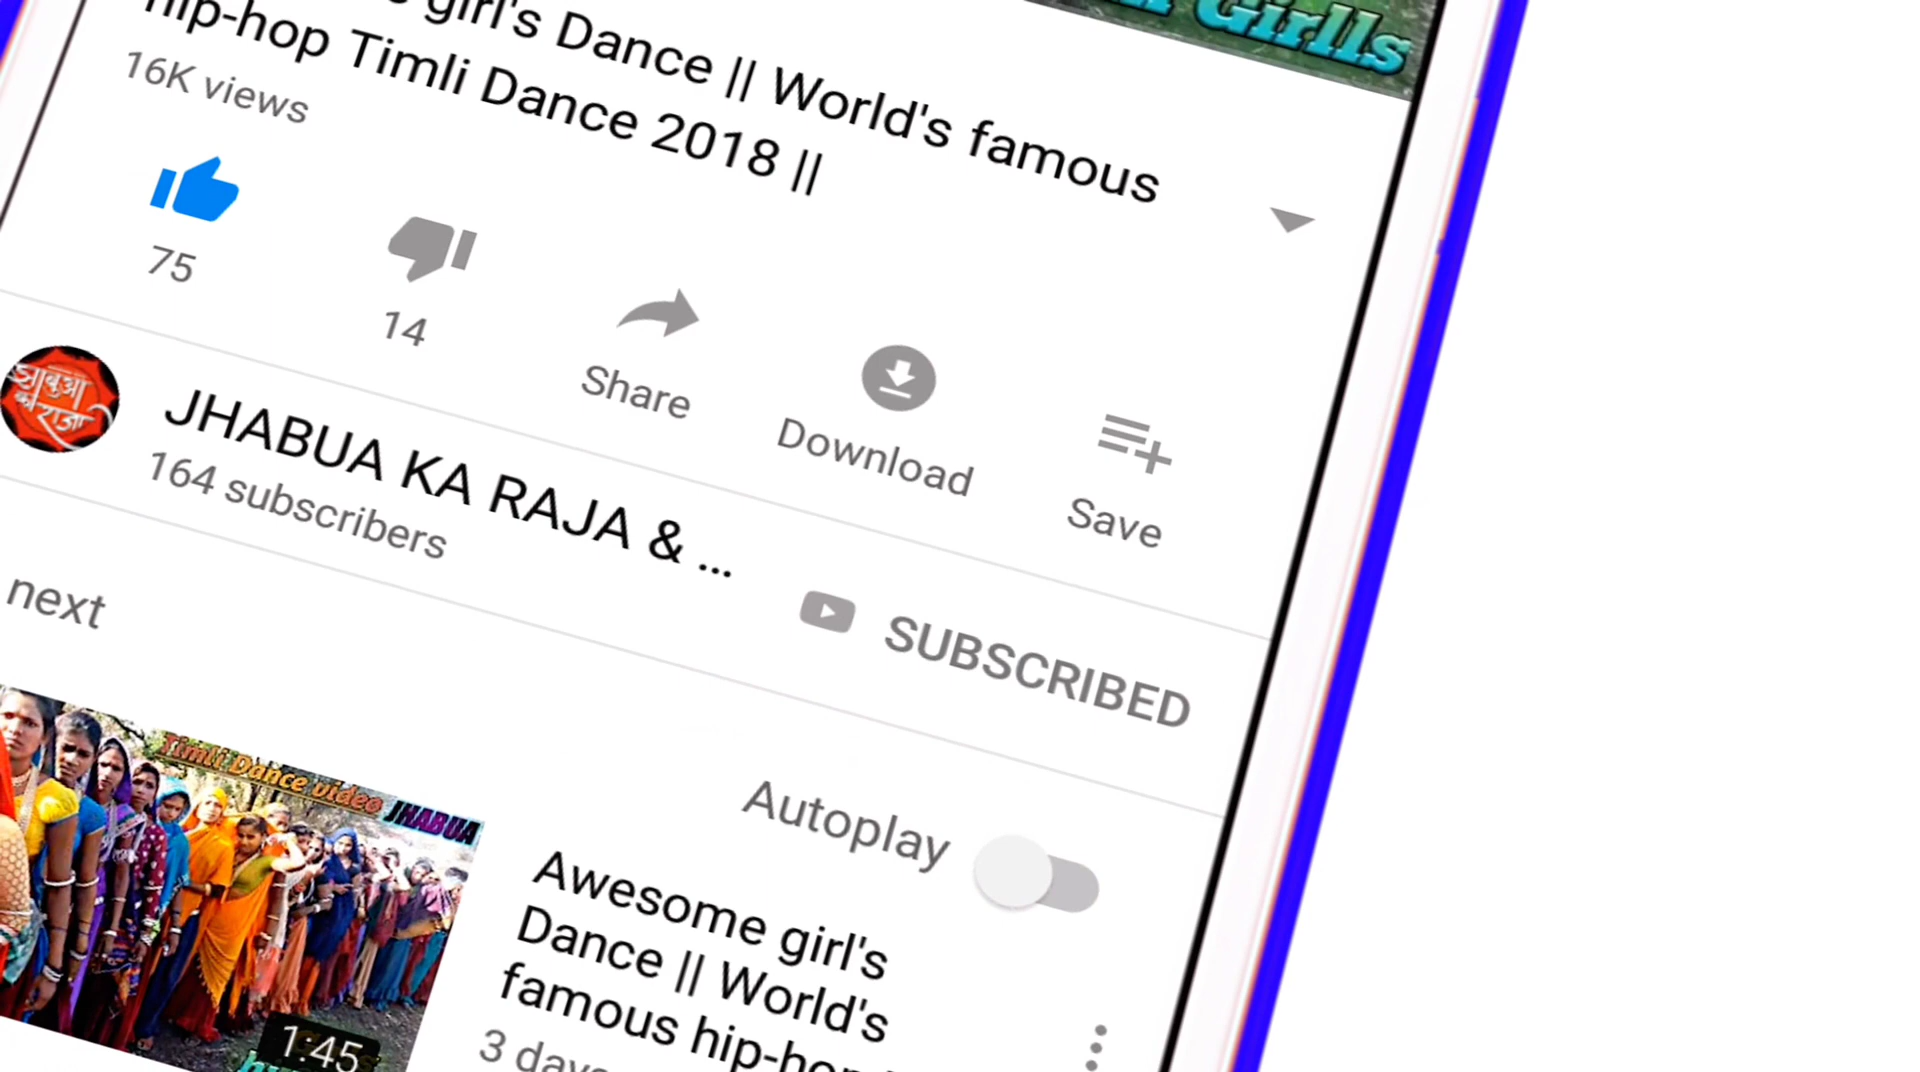 Girlls
girl's Dance || World's famous
hip-hop Timli Dance 2018 ||
16K views
75
14
Share
Download
Save
झाबुआ
का राजा
JHABUA KA RAJA & ...
164 subscribers
SUBSCRIBED
next
Autoplay
Timli Dance video JHABUA
1:45
Awesome girl's
Dance || World's
famous hip-hop
3 days